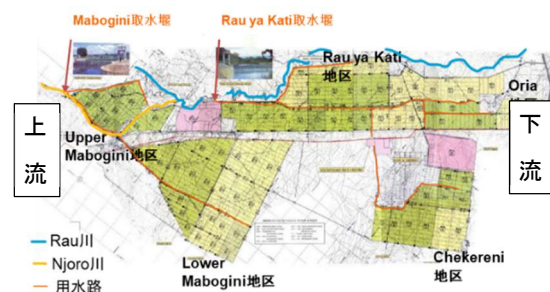 Mabogini取水堰
Rau ya Kati取水堰
Rau ya Kati
地区
Oria
地区
上
流
下
流
Upper
Mabogini地区
Rau川
Njoro川
用水路
Lower
Mabogini地区
Chekereni
地区